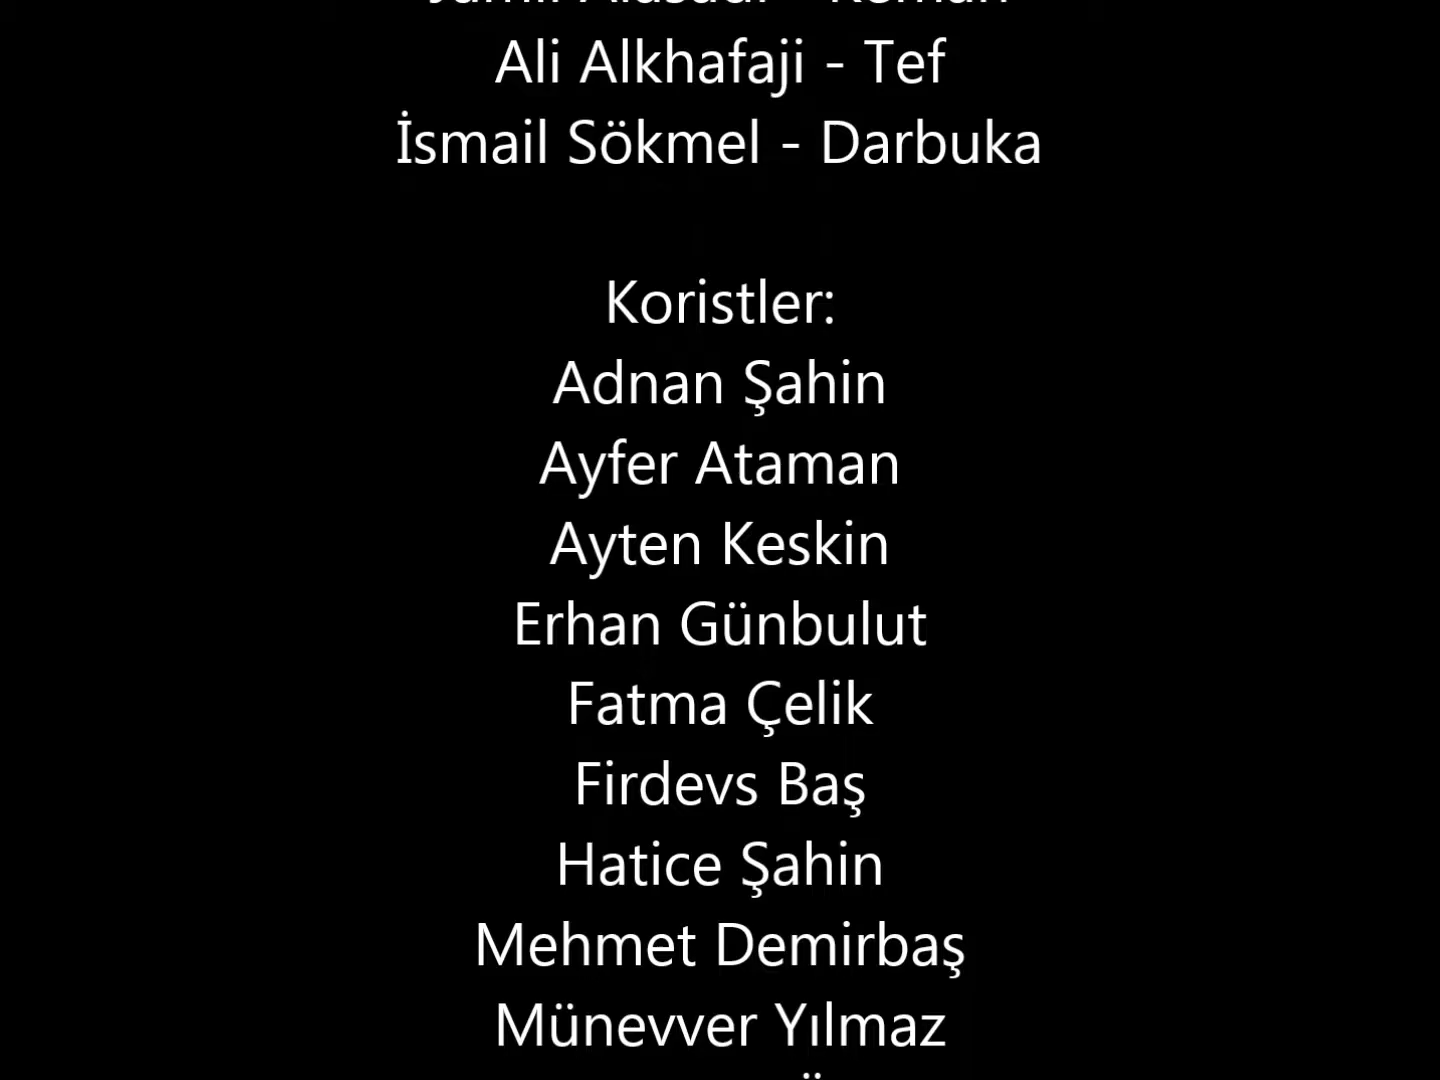 Ali Alkhafaji - Tef
İsmail Sökmel - Darbuka
Koristler:
Adnan Şahin
Ayfer Ataman
Ayten Keskin
Erhan Günbulut
Fatma Çelik
Firdevs Baş
Hatice Şahin
Mehmet Demirbaş
Münevver Yılmaz